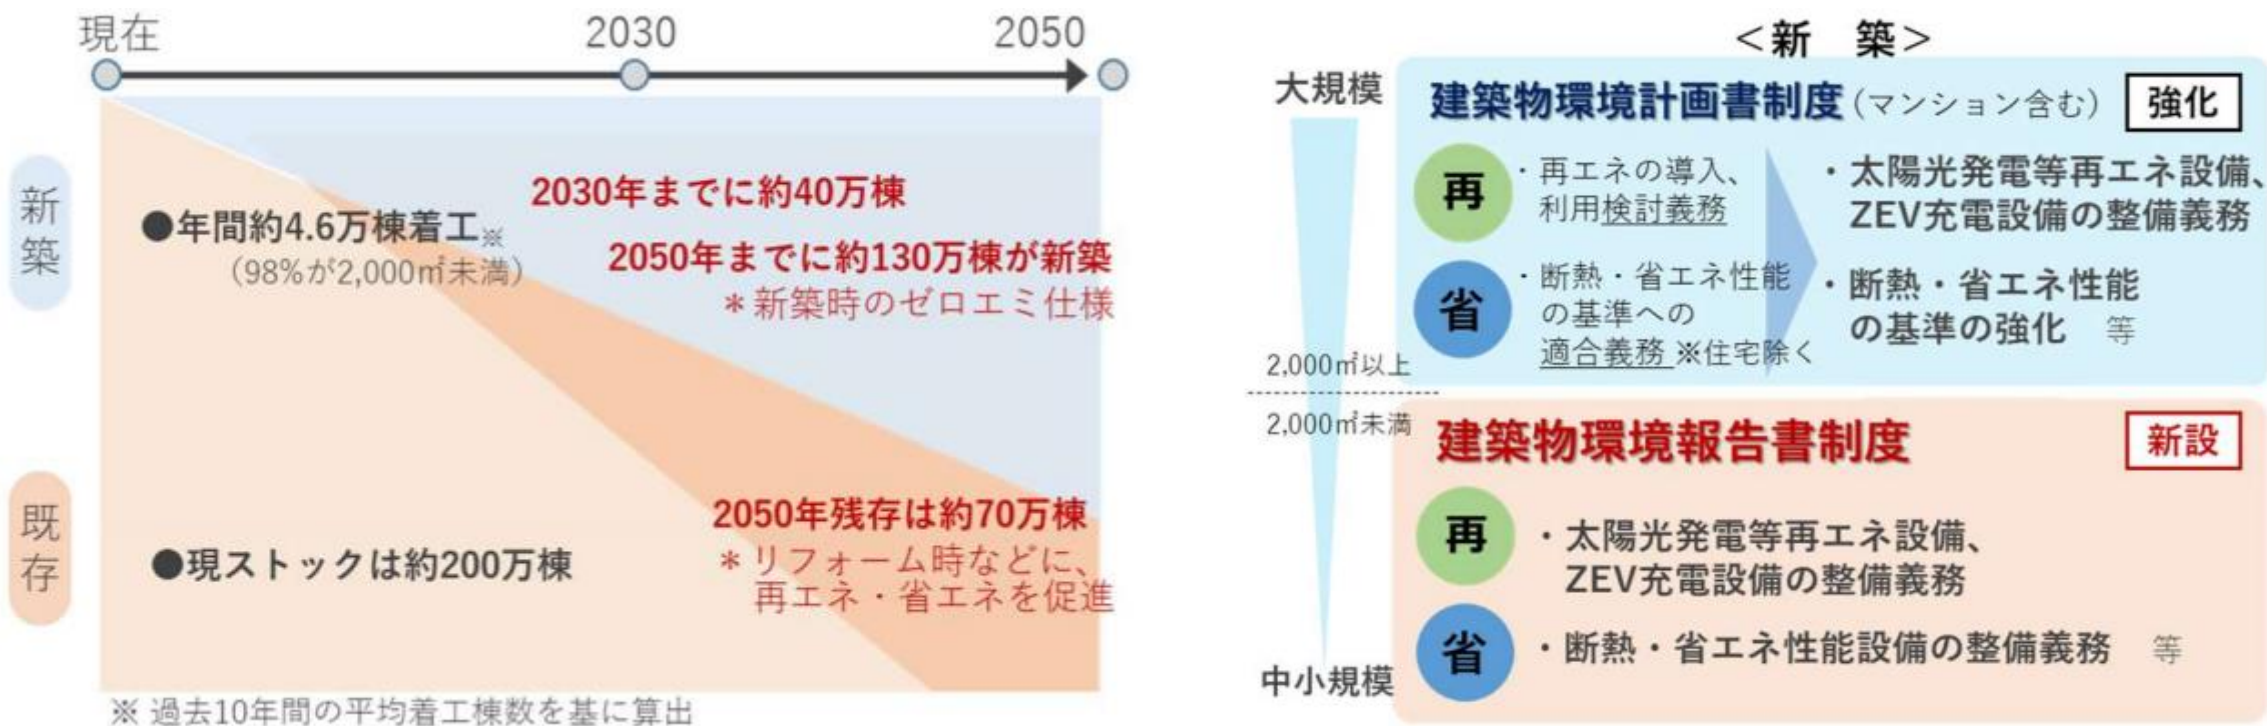 現在
2030
2050
新築
●年間約4.6万棟着工※
(98%が2,000㎡未満)
2030年までに約40万棟
2050年までに約130万棟が新築
＊新築時のゼロエミ仕様
既存
●現ストックは約200万棟
2050年残存は約70万棟
＊リフォーム時などに、
再エネ・省エネを促進
※ 過去10年間の平均着工棟数を基に算出
＜新　築＞
大規模
2,000㎡以上
2,000㎡未満
中小規模
建築物環境計画書制度(マンション含む)
強化
再
・再エネの導入、
利用検討義務
省
・断熱・省エネ性能
の基準への
適合義務 ※住宅除く
・太陽光発電等再エネ設備、
ZEV充電設備の整備義務
・断熱・省エネ性能
の基準の強化　等
建築物環境報告書制度
新設
再
・太陽光発電等再エネ設備、
ZEV充電設備の整備義務
省
・断熱・省エネ性能設備の整備義務　等